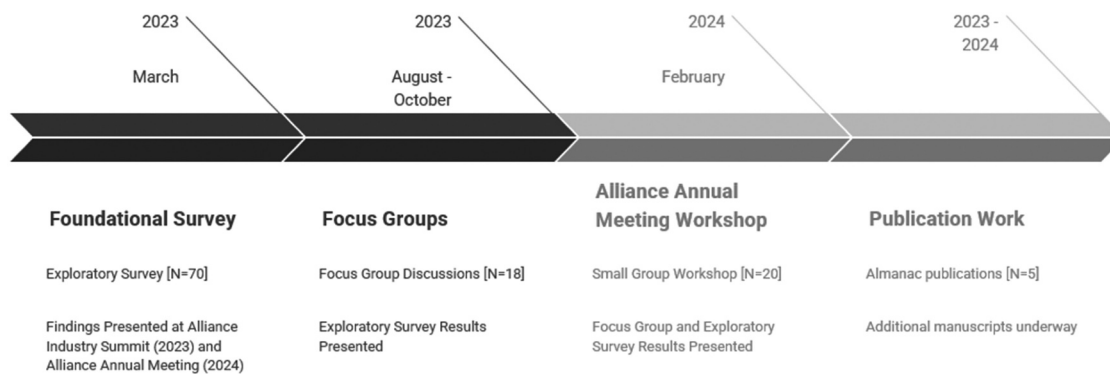 2023
March
2023
August -
October
2024
February
2023 -
2024
Foundational Survey
Exploratory Survey [N=70]
Findings Presented at Alliance
Industry Summit (2023) and
Alliance Annual Meeting (2024)
Focus Groups
Focus Group Discussions [N=18]
Exploratory Survey Results
Presented
Alliance Annual
Meeting Workshop
Small Group Workshop [N=20]
Focus Group and Exploratory
Survey Results Presented
Publication Work
Almanac publications [N=5]
Additional manuscripts underway